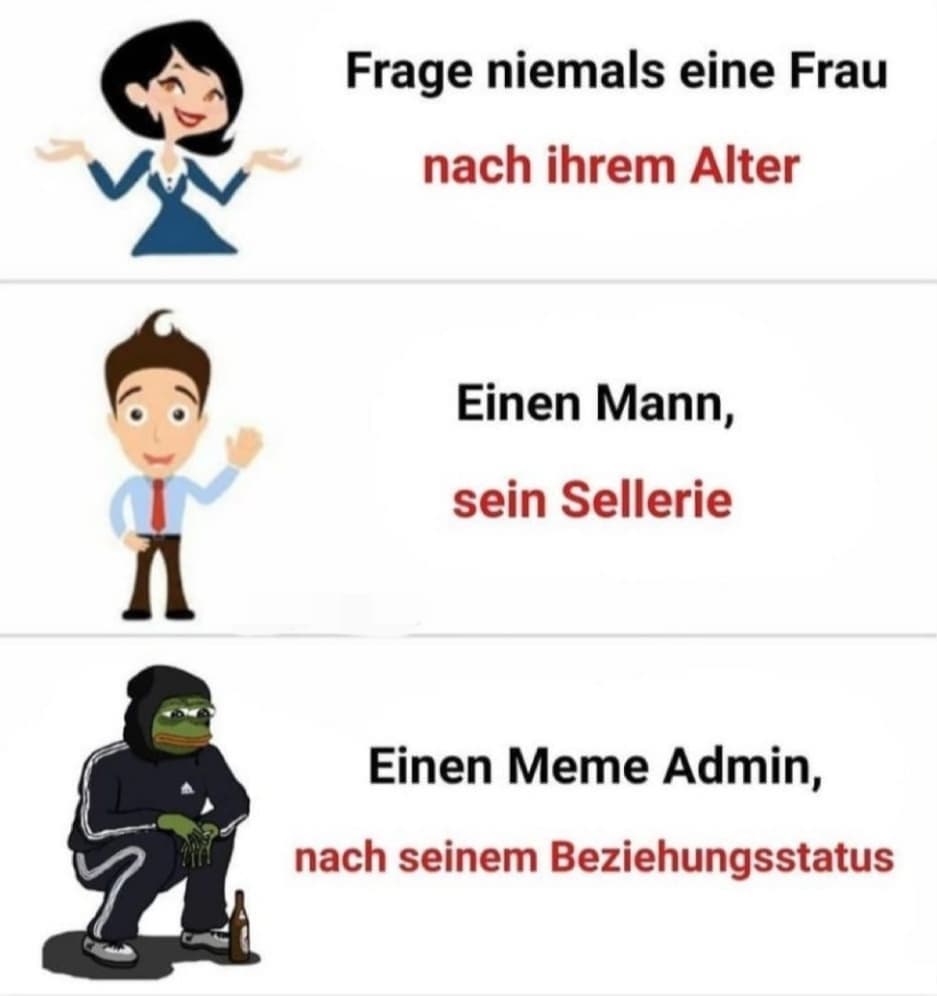 Frage niemals eine Frau
nach ihrem Alter
Einen Mann,
sein Sellerie
Einen Meme Admin,
nach seinem Beziehungsstatus